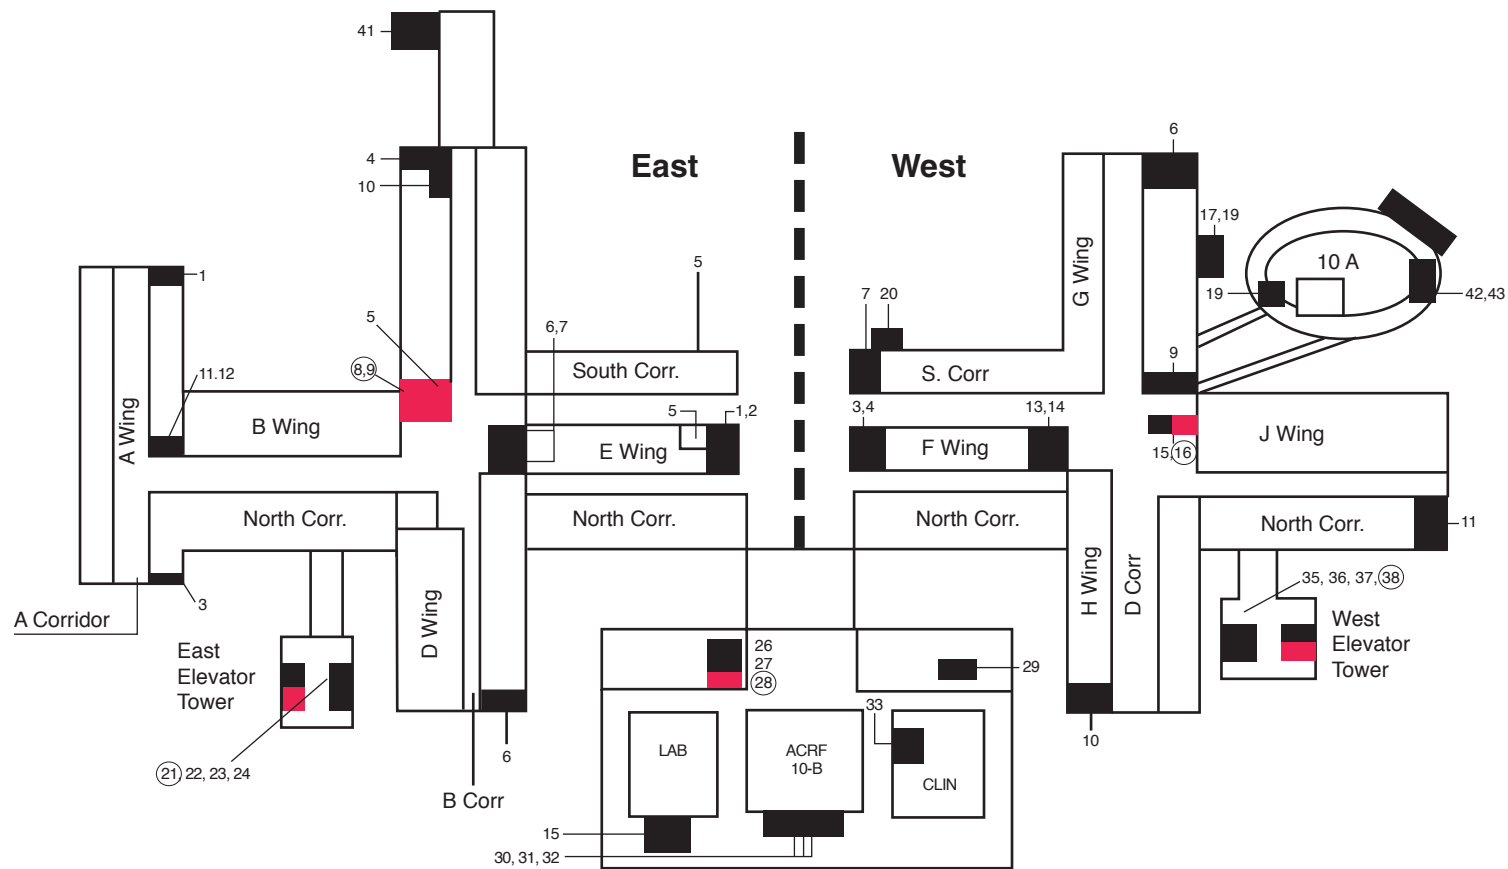 41
6
4
East
West
10
17,19
10 A
5
1
G Wing
7
20
19
42,43
5
6,7
9
8,9
11.12
South Corr.
S. Corr
A Wing
B Wing
5
1,2
3,4
13,14
J Wing
E Wing
F Wing
15,16
North Corr.
North Corr.
North Corr.
North Corr.
11
3
D Wing
H Wing
D Corr
35, 36, 37, 38
A Corridor
East
Elevator
Tower
West
Elevator
Tower
26
27
28
29
33
10
6
LAB
ACRF
10-B
CLIN
21, 22, 23, 24
B Corr
15
30, 31, 32